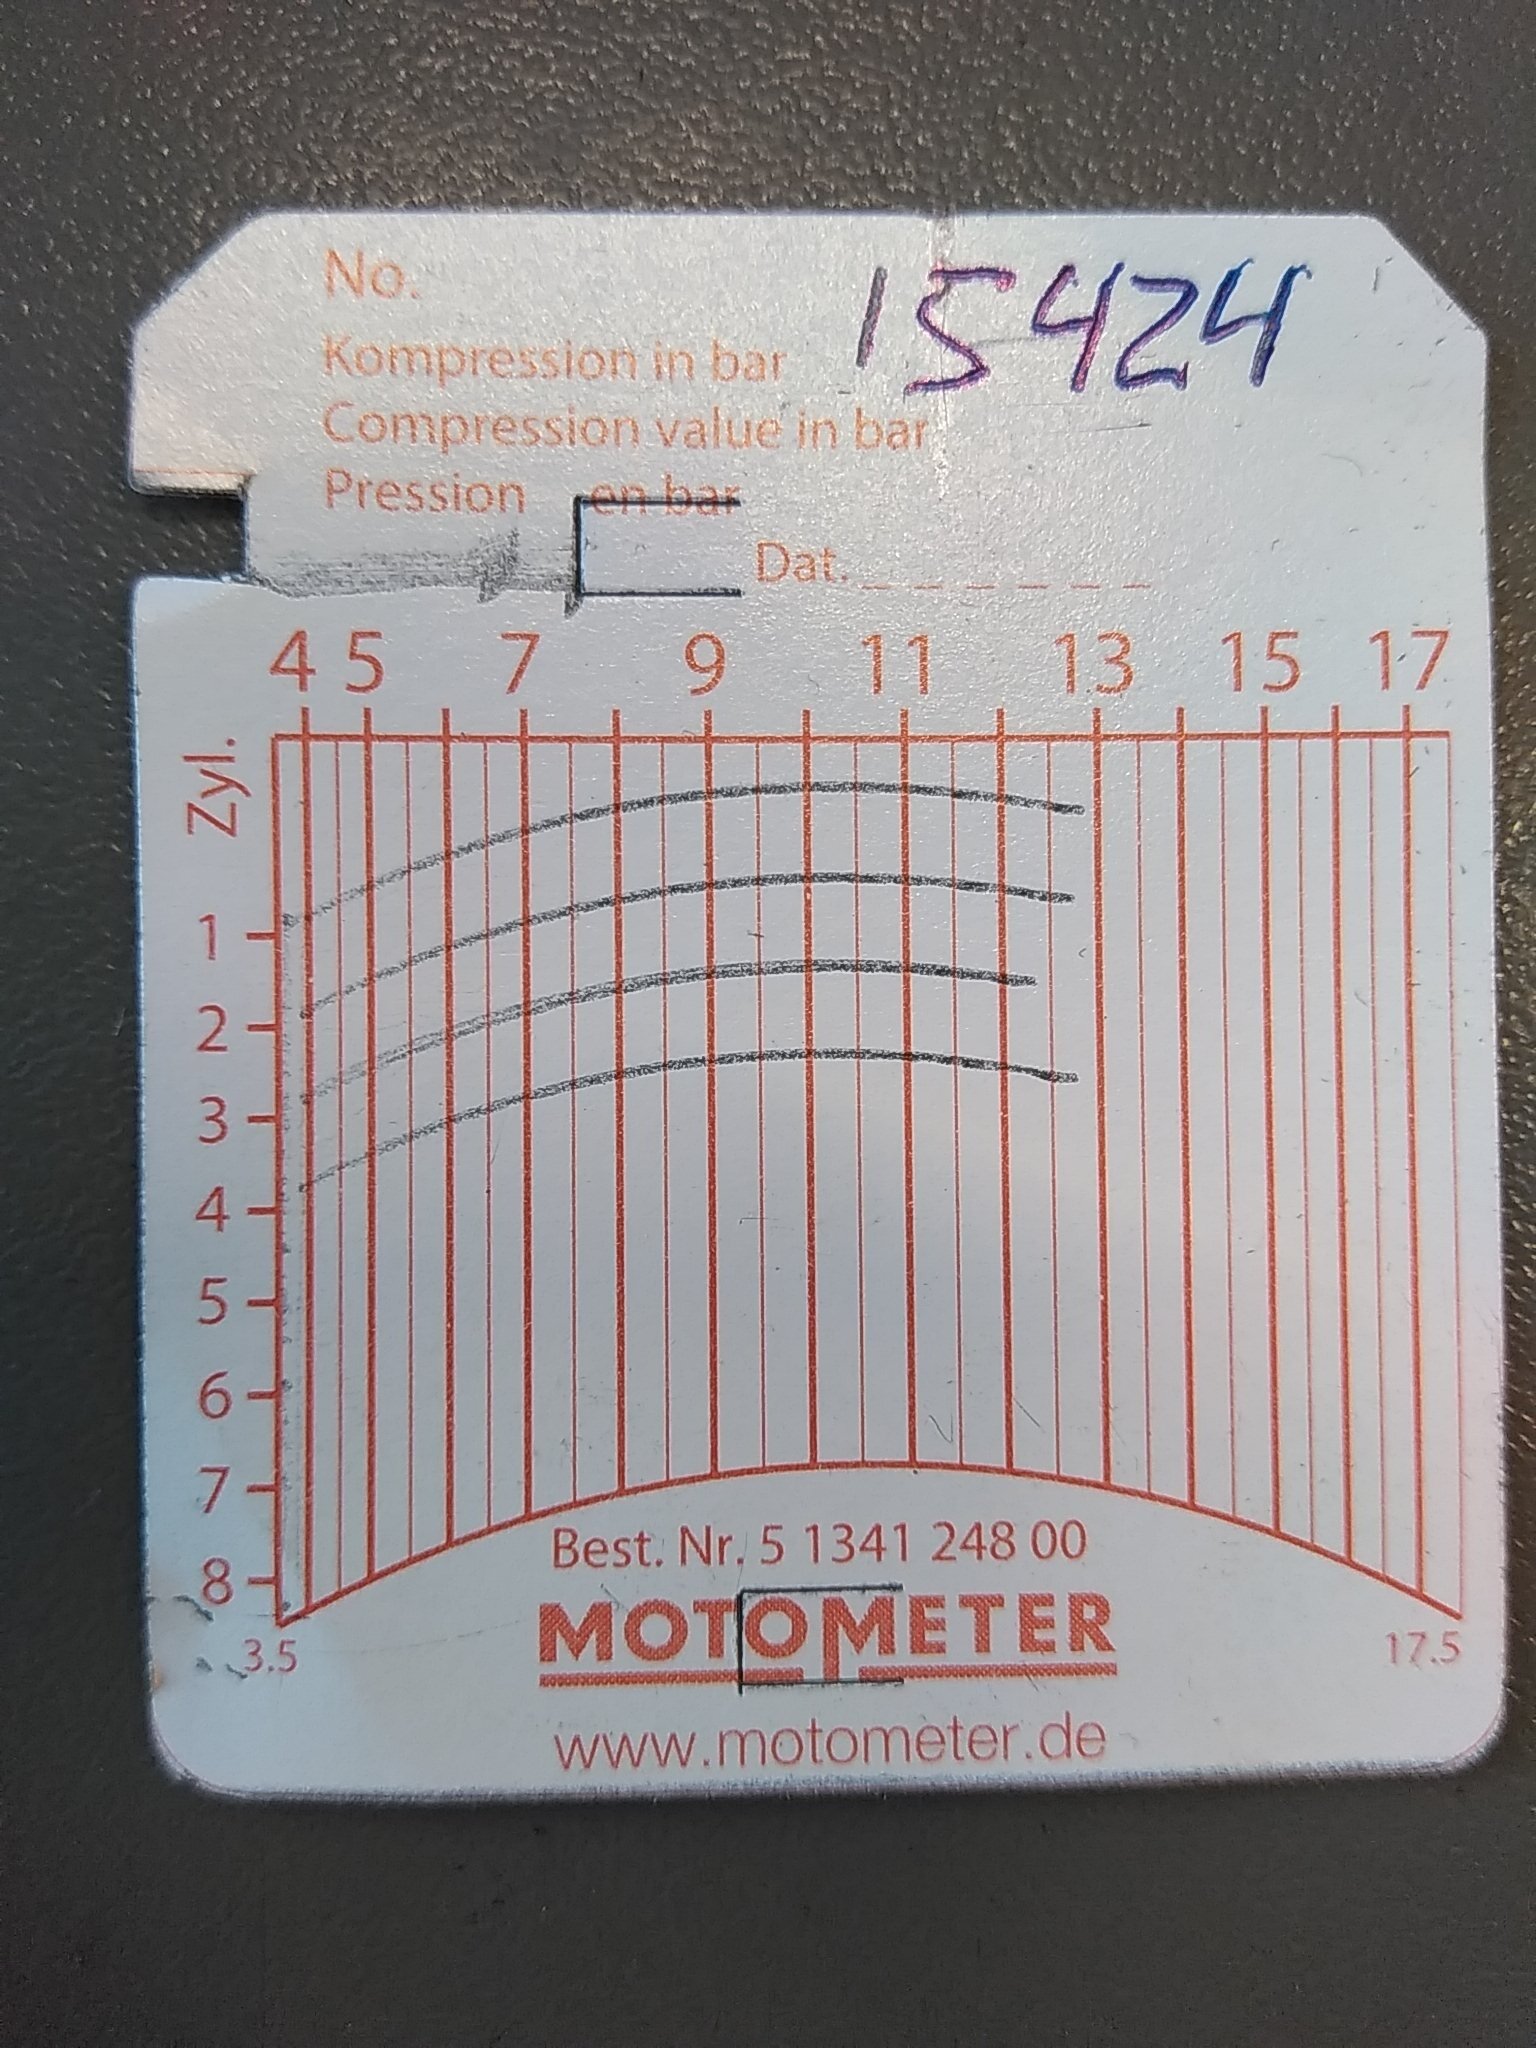 No.
15424
Kompression in bar
Compression value in bar
Pression en bar
Dat. _ _ _ _ _ _
4 5 7 9 11 13 15 17
Zyl.
1
2
3
4
5
6
7
8
3.5
17.5
Best. Nr. 5 1341 248 00
MOTOMETER
www.motometer.de